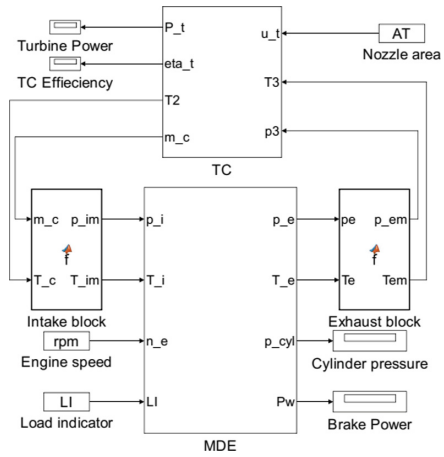 P_t
Turbine Power
eta_t
TC Effieciency
T2
m_c
u_t
AT
Nozzle area
T3
p3
TC
m_c
p_im
T_c
T_im
f
Intake block
p_i
T_i
n_e
LI
p_e
T_e
p_cyl
Pw
MDE
pe
p_em
Te
Tem
f
Exhaust block
rpm
Engine speed
LI
Load indicator
Cylinder pressure
Brake Power